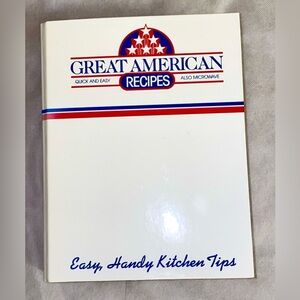 GREAT AMERICAN
QUICK AND EASY RECIPES ALSO MICROWAVE
Easy, Handy Kitchen Tips